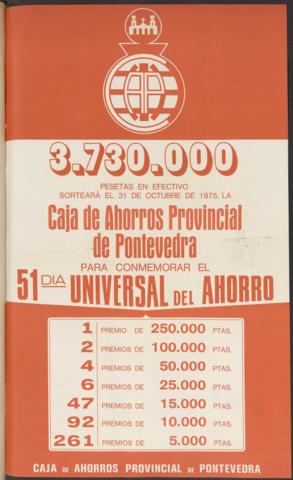 3.730.000
PESETAS EN EFECTIVO
SORTEARÁ EL 31 DE OCTUBRE DE 1975, LA
Caja de Ahorros Provincial
de Pontevedra
PARA CONMEMORAR EL
51 DIA UNIVERSAL DEL AHORRO
1 PREMIO DE 250.000 PTAS.
2 PREMIOS DE 100.000 PTAS.
4 PREMIOS DE 50.000 PTAS.
6 PREMIOS DE 25.000 PTAS.
47 PREMIOS DE 15.000 PTAS.
92 PREMIOS DE 10.000 PTAS.
261 PREMIOS DE 5.000 PTAS.
CAJA DE AHORROS PROVINCIAL DE PONTEVEDRA